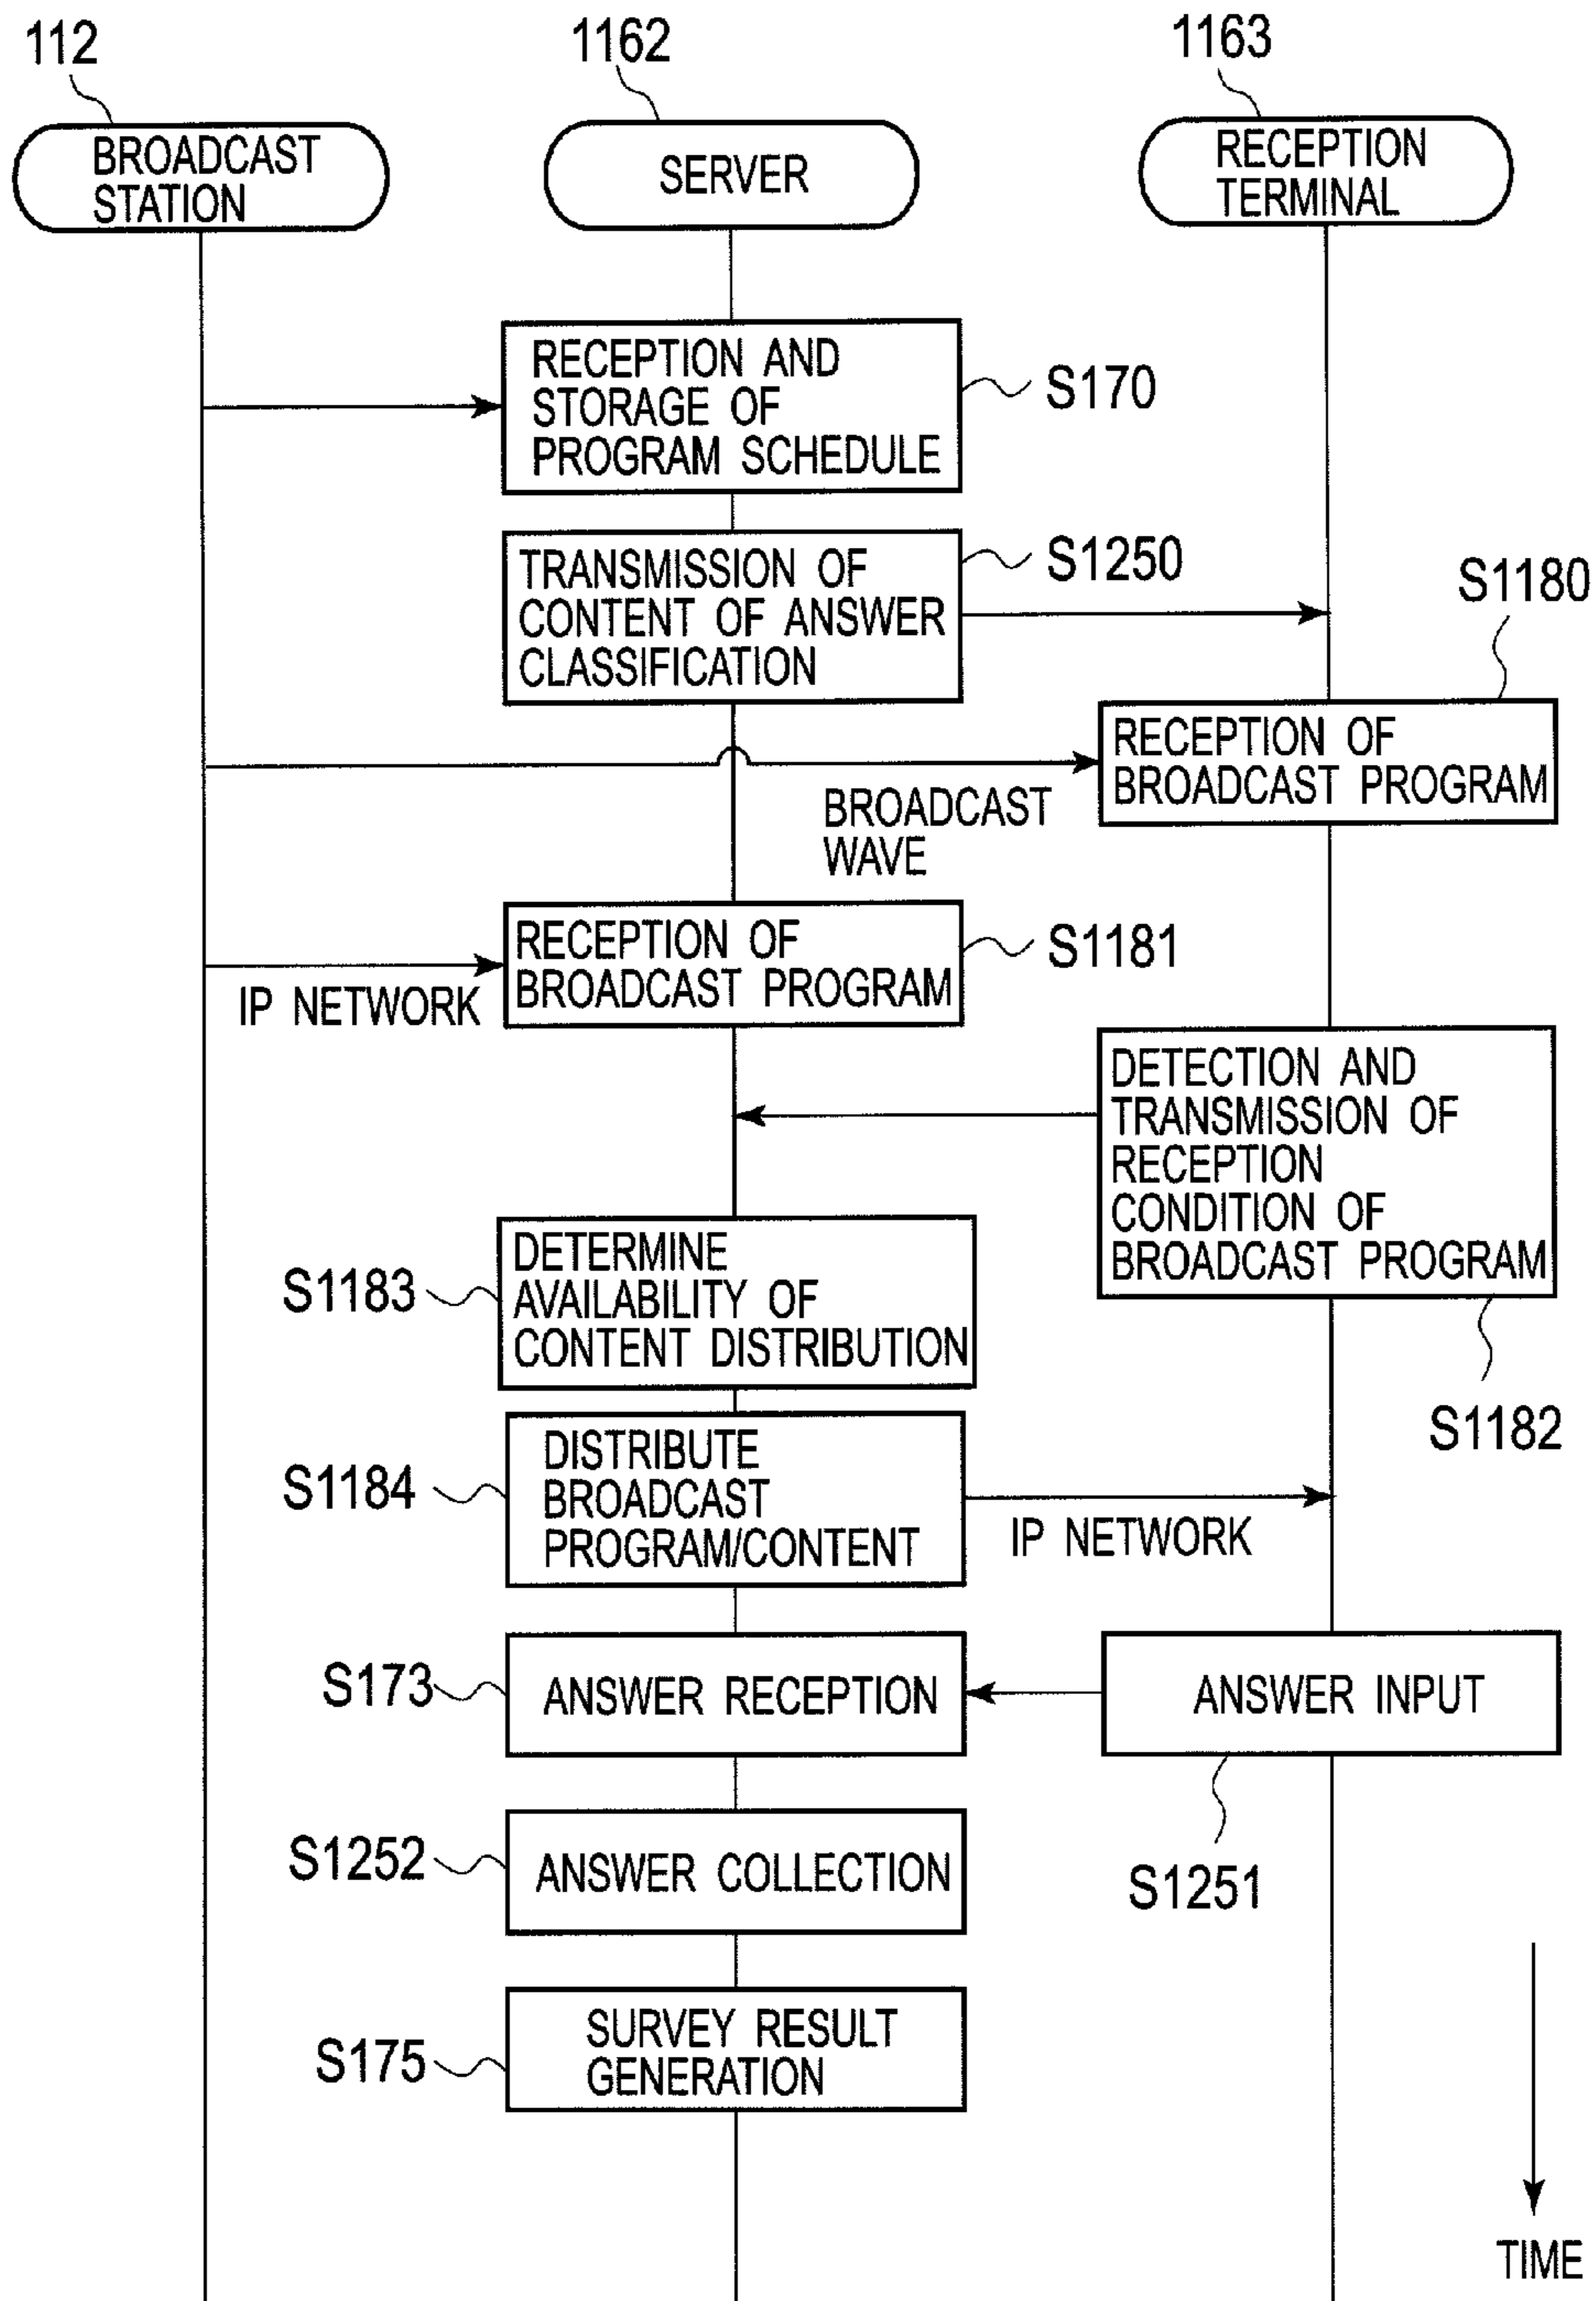 112
1162
1163
BROADCAST
STATION
SERVER
RECEPTION
TERMINAL
RECEPTION AND
STORAGE OF
PROGRAM SCHEDULE
S170
TRANSMISSION OF
CONTENT OF ANSWER
CLASSIFICATION
S1250
S1180
RECEPTION OF
BROADCAST PROGRAM
BROADCAST
WAVE
RECEPTION OF
BROADCAST PROGRAM
S1181
IP NETWORK
DETECTION AND
TRANSMISSION OF
RECEPTION
CONDITION OF
BROADCAST PROGRAM
S1182
S1183
DETERMINE
AVAILABILITY OF
CONTENT DISTRIBUTION
S1184
DISTRIBUTE
BROADCAST
PROGRAM/CONTENT
IP NETWORK
S173
ANSWER RECEPTION
ANSWER INPUT
S1251
S1252
ANSWER COLLECTION
S175
SURVEY RESULT
GENERATION
TIME